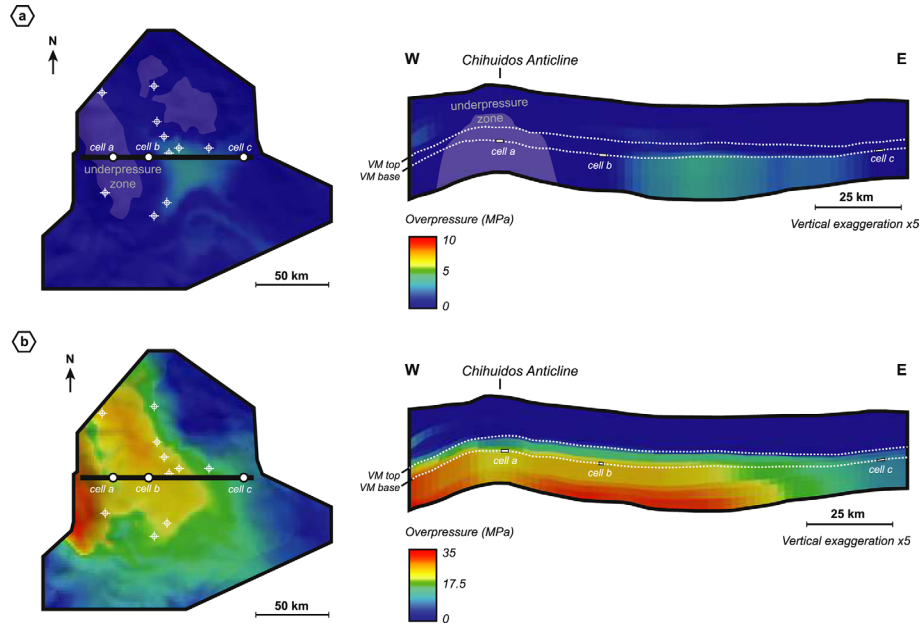 a
N
cell a
cell b
cell c
underpressure
zone
50 km
W
Chihuidos Anticline
E
underpressure
zone
cell a
cell b
cell c
VM top
VM base
25 km
Vertical exaggeration x5
Overpressure (MPa)
10
5
0
b
N
cell a
cell b
cell c
50 km
W
Chihuidos Anticline
E
cell a
cell b
cell c
VM top
VM base
25 km
Vertical exaggeration x5
Overpressure (MPa)
35
17.5
0